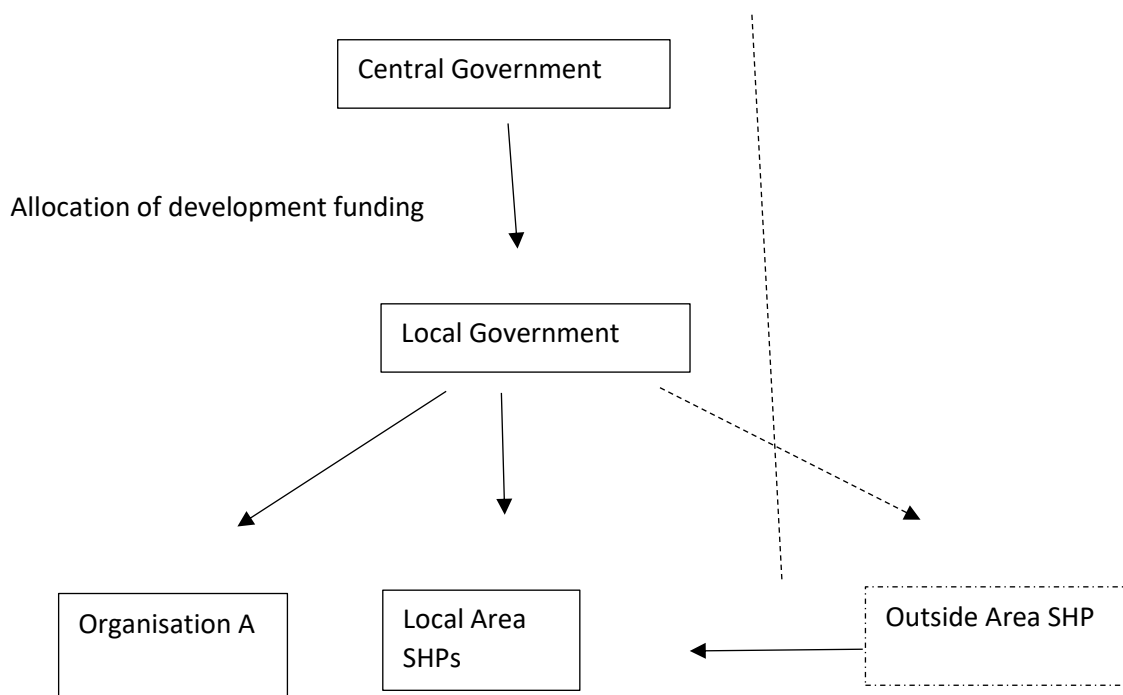 Central Government
Allocation of development funding
Local Government
Organisation A
Local Area
SHPs
Outside Area SHP